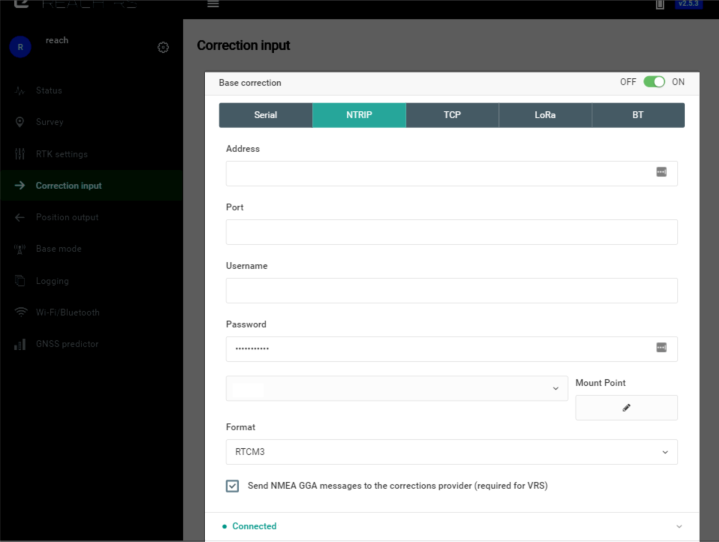 v2.5.3
R
reach
Status
Survey
RTK settings
Correction input
Position output
Base mode
Logging
Wi-Fi/Bluetooth
GNSS predictor
Correction input
Base correction
OFF ON
Serial NTRIP TCP LoRa BT
Address
Port
Username
Password
•••••••••••
Mount Point
Format
RTCM3
Send NMEA GGA messages to the corrections provider (required for VRS)
Connected